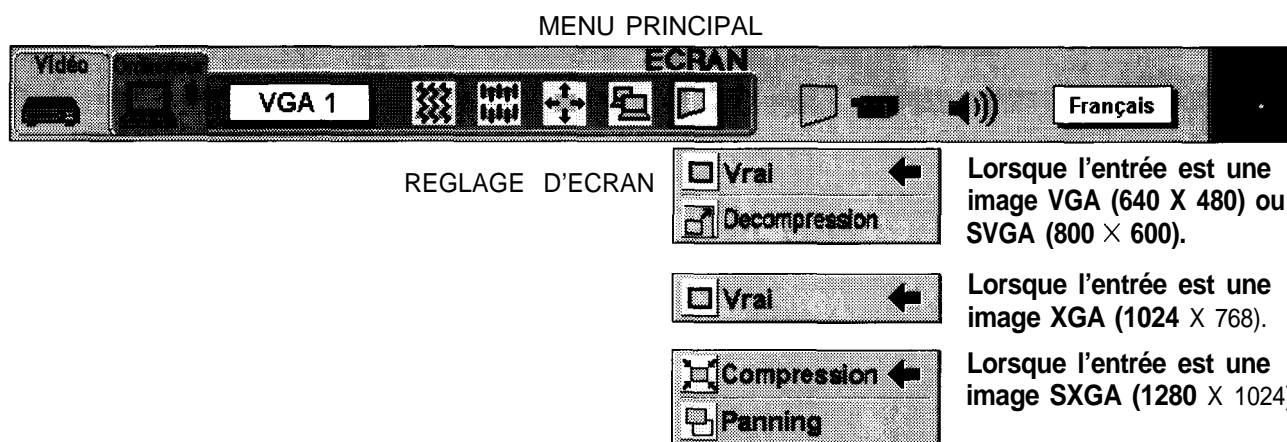 MENU PRINCIPAL
Vidéo
Ordinateur
ECRAN
VGA 1
Français
REGLAGE D'ECRAN
Vrai
Decompression
Lorsque l'entrée est une
image VGA (640 X 480) ou
SVGA (800 × 600).
Vrai
Lorsque l'entrée est une
image XGA (1024 X 768).
Compression
Panning
Lorsque l'entrée est une
image SXGA (1280 X 1024)